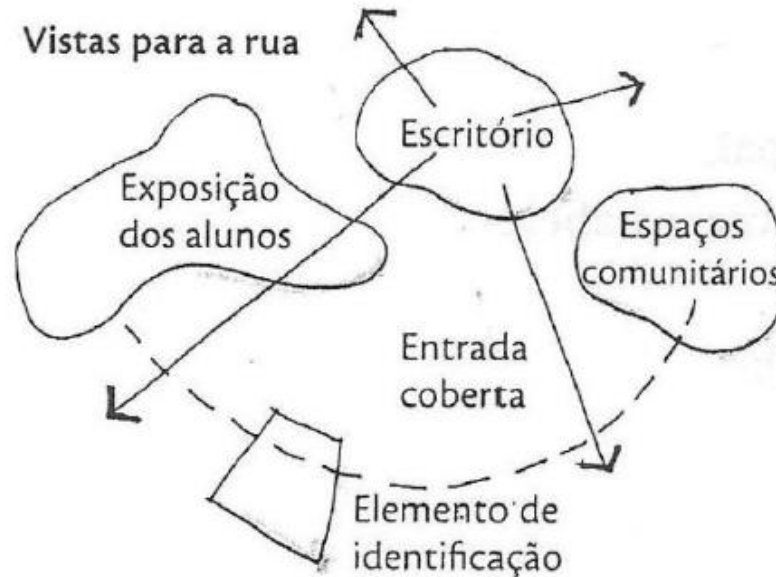 Vistas para a rua
Escritório
Exposição
dos alunos
Espaços
comunitários
Entrada
coberta
Elemento de
identificação